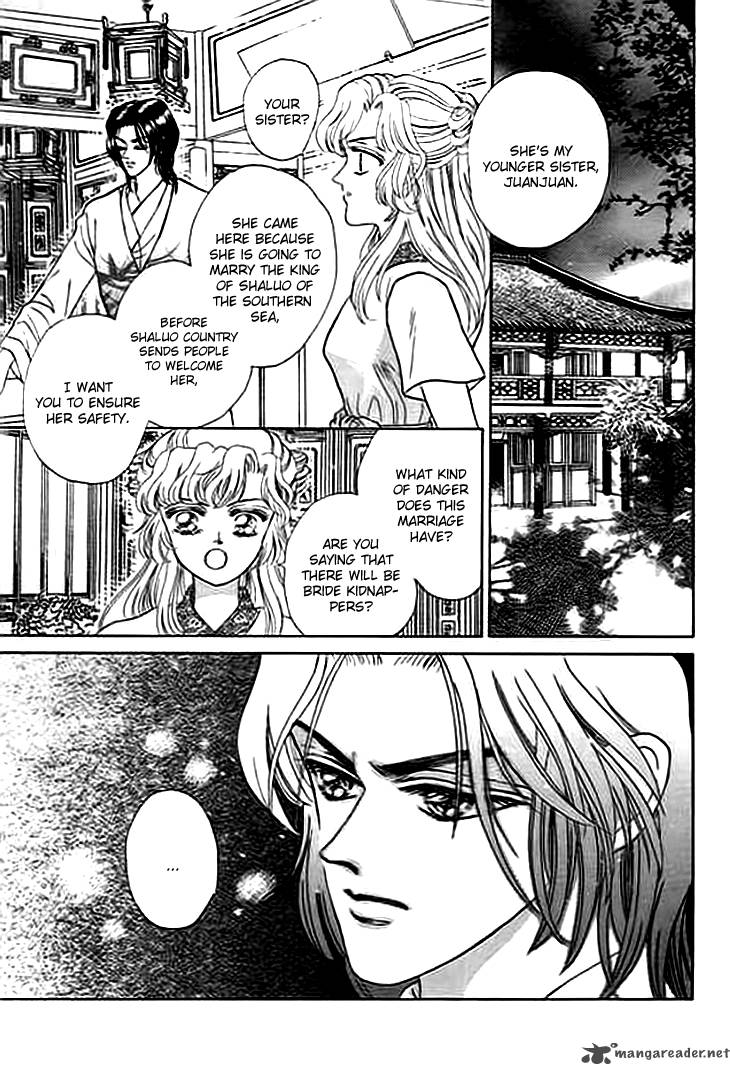 SHE'S MY
YOUNGER SISTER,
JUANJUAN.
YOUR
SISTER?
SHE CAME
HERE BECAUSE
SHE IS GOING TO
MARRY THE KING
OF SHALUO OF
THE SOUTHERN
SEA,
BEFORE
SHALUO COUNTRY
SENDS PEOPLE
TO WELCOME
HER,
I WANT
YOU TO ENSURE
HER SAFETY.
WHAT KIND
OF DANGER
DOES THIS
MARRIAGE
HAVE?
ARE YOU
SAYING THAT
THERE WILL BE
BRIDE KIDNAP-
PERS?
...
mangareader.net